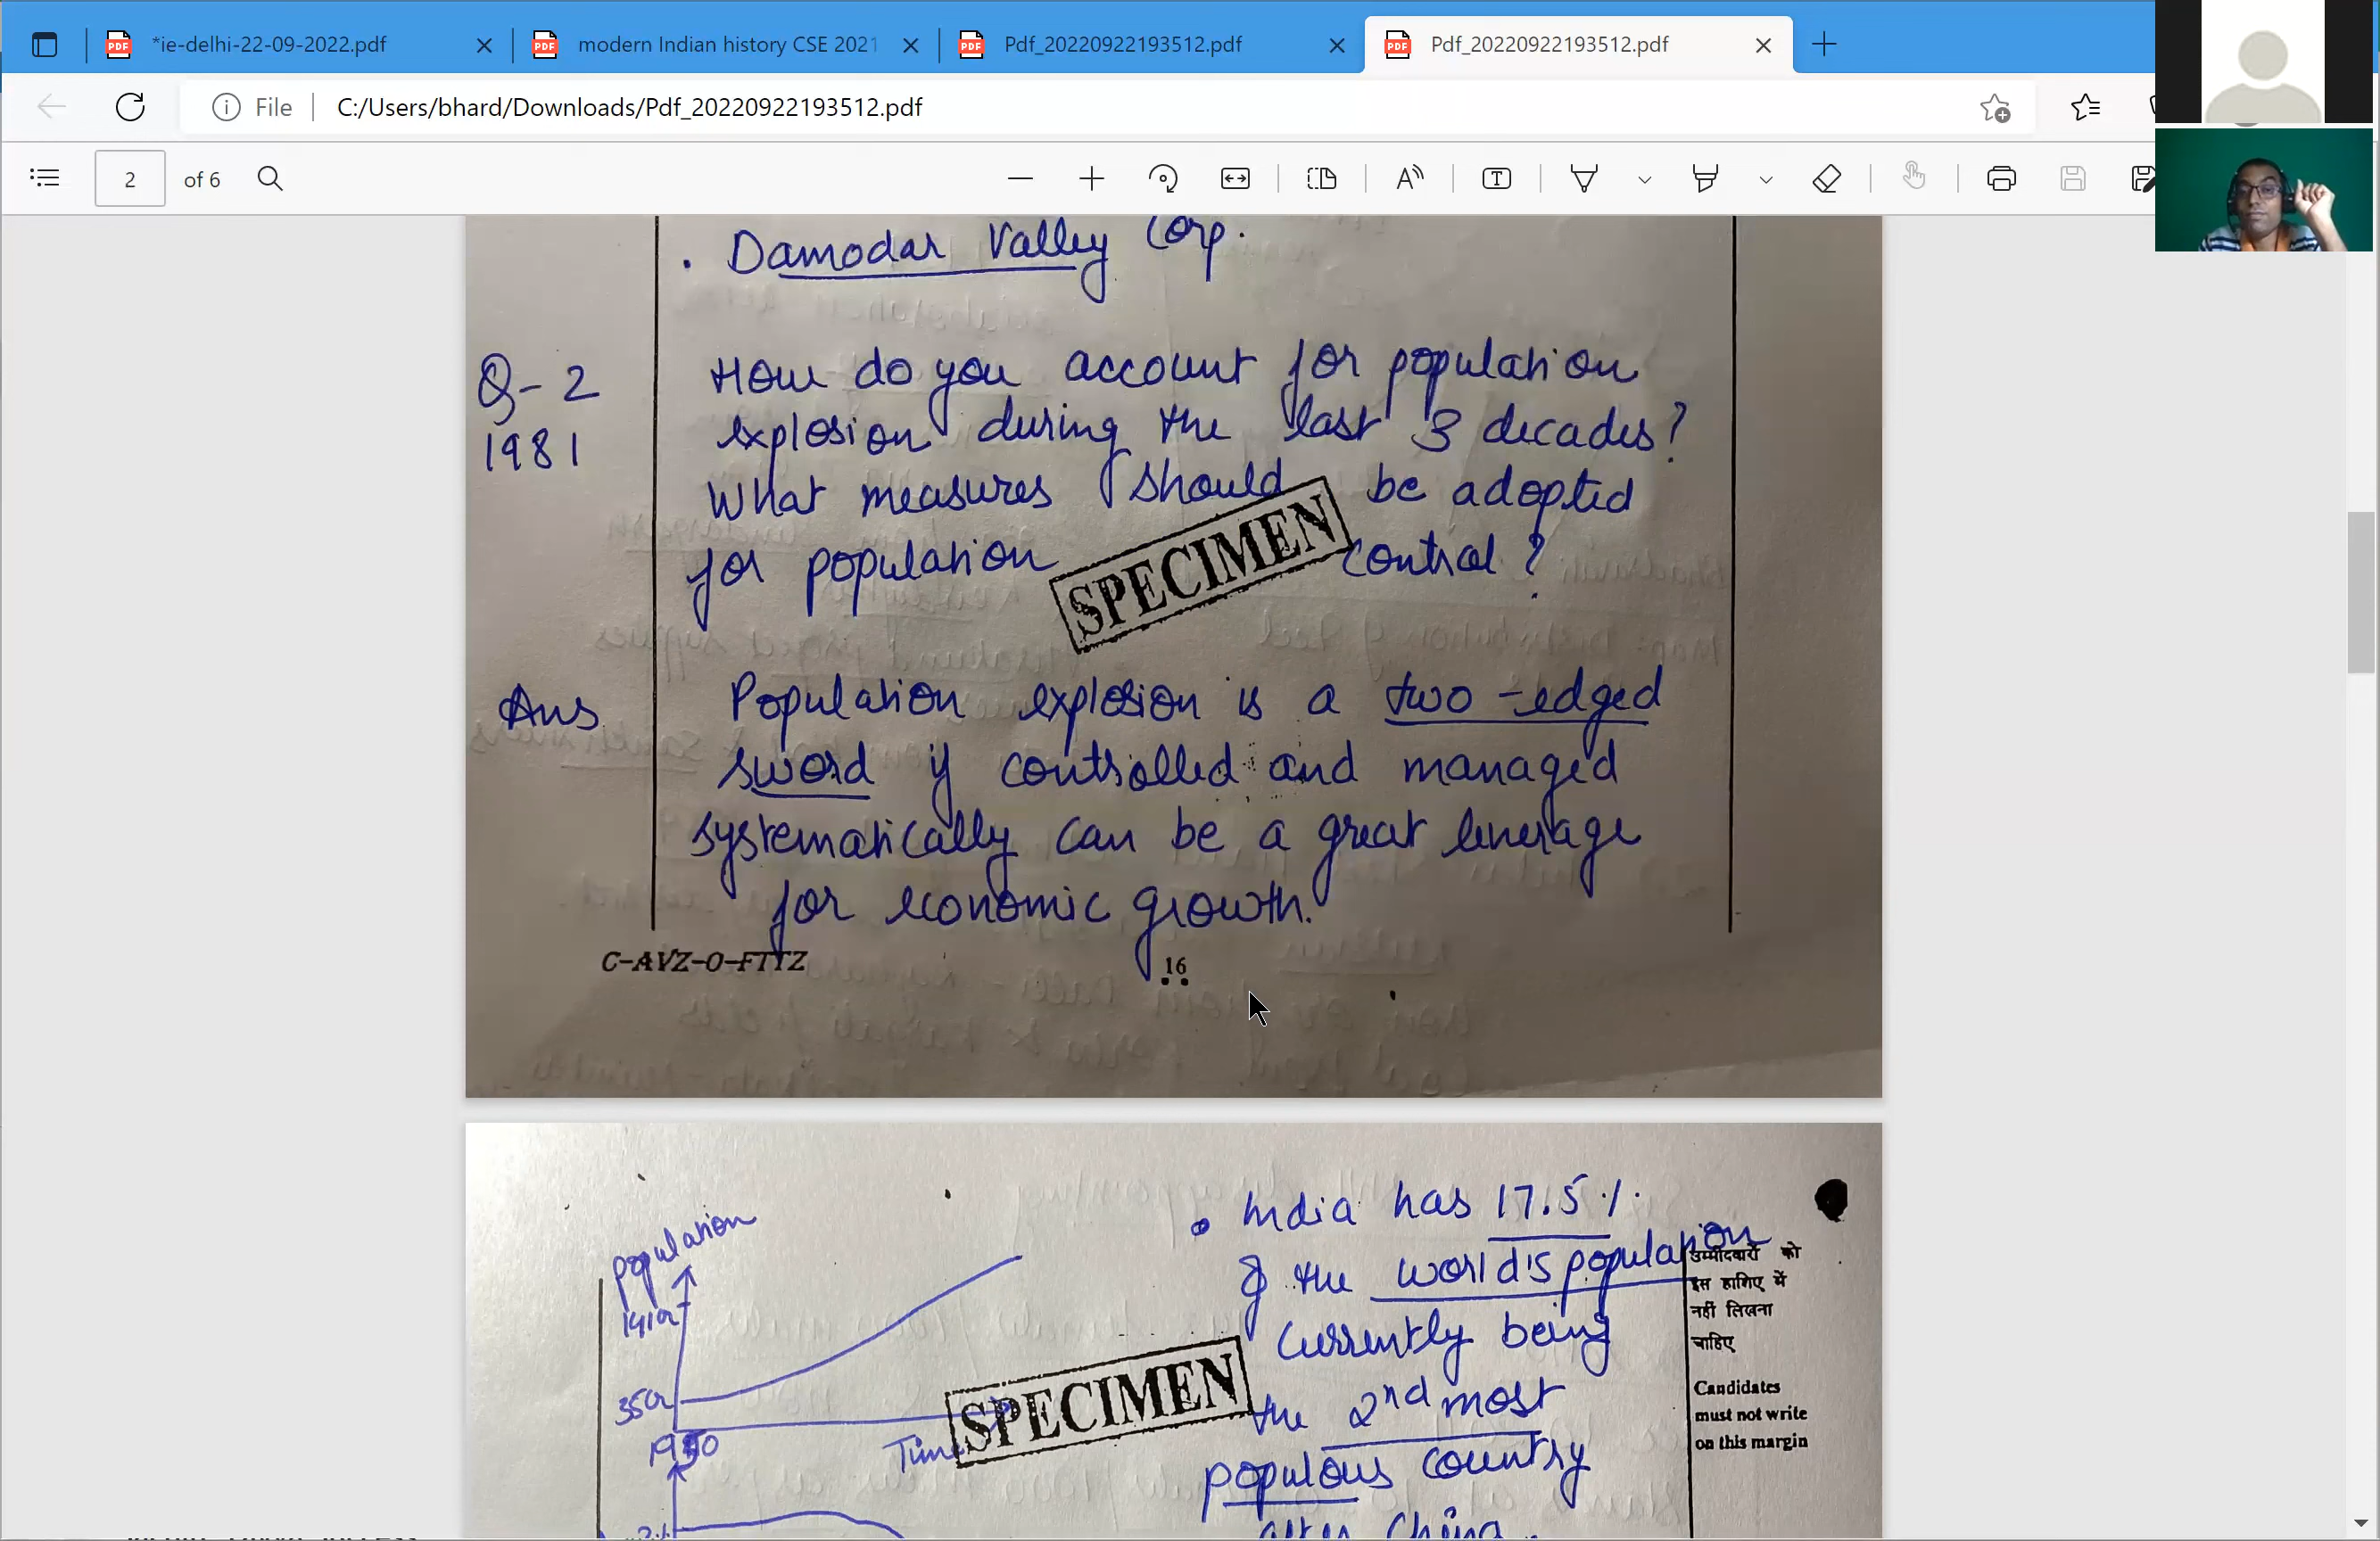 *ie-delhi-22-09-2022.pdf
modern Indian history CSE 2021
Pdf_20220922193512.pdf
Pdf_20220922193512.pdf
File
C:/Users/bhard/Downloads/Pdf_20220922193512.pdf
2 of 6
. Damodar Valley Corp.
Q-2 How do you account for population
1981 explosion during the last 3 decades?
What measures should be adopted
for population control?
SPECIMEN
Ans Population explosion is a two-edged
sword if controlled and managed
systematically can be a great leverage
for economic growth.
C-AVZ-O-FTTZ
16
• India has 17.5%
of the world's population
currently being
the 2nd most
populous country
after China.
population
35cr
Time
SPECIMEN
उम्मीदवारों को
इस हाशिए में
नहीं लिखना
चाहिए
Candidates
must not write
on this margin